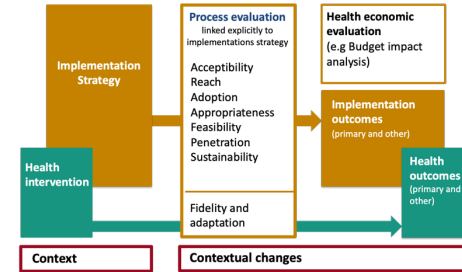 Implementation
Strategy
Health
intervention
Process evaluation
linked explicitly to
implementations strategy
Acceptibility
Reach
Adoption
Appropriateness
Feasibility
Penetration
Sustainability
Fidelity and
adaptation
Health economic
evaluation
(e.g Budget impact
analysis)
Implementation
outcomes
(primary and other)
Health
outcomes
(primary and
other)
Context
Contextual changes